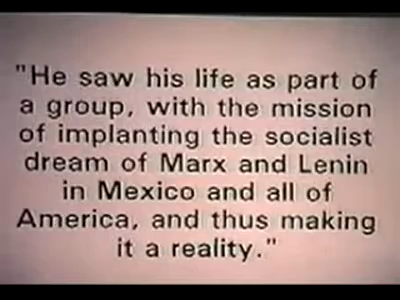 "He saw his life as part of
a group, with the mission
of implanting the socialist
dream of Marx and Lenin
in Mexico and all of
America, and thus making
it a reality."